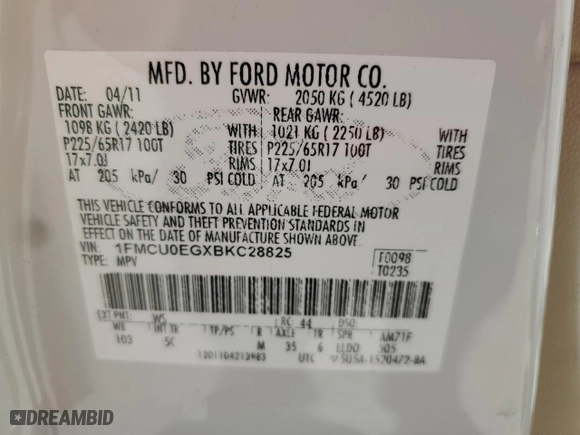 MFD. BY FORD MOTOR CO.
DATE: 04/11 GVWR: 2050 KG ( 4520 LB)
FRONT GAWR: REAR GAWR:
1098 KG ( 2420 LB) WITH 1021 KG ( 2250 LB) WITH
P225/65R17 100T TIRES P225/65R17 100T TIRES
17x7.0J RIMS 17x7.0J RIMS
AT 205 kPa/ 30 PSI COLD AT 205 kPa/ 30 PSI COLD
THIS VEHICLE CONFORMS TO ALL APPLICABLE FEDERAL MOTOR
VEHICLE SAFETY AND THEFT PREVENTION STANDARDS IN
EFFECT ON THE DATE OF MANUFACTURE SHOWN ABOVE.
VIN: 1FMCU0EGXBKC28825
TYPE: MPV
F0098
T0235
EXT PNT: WS RC: 44 DSO:
WB INT TR TP/PS R AXLE TR SPR AM71F
103 5C M 35 6 LLDO 305
UTC
DREAMBID